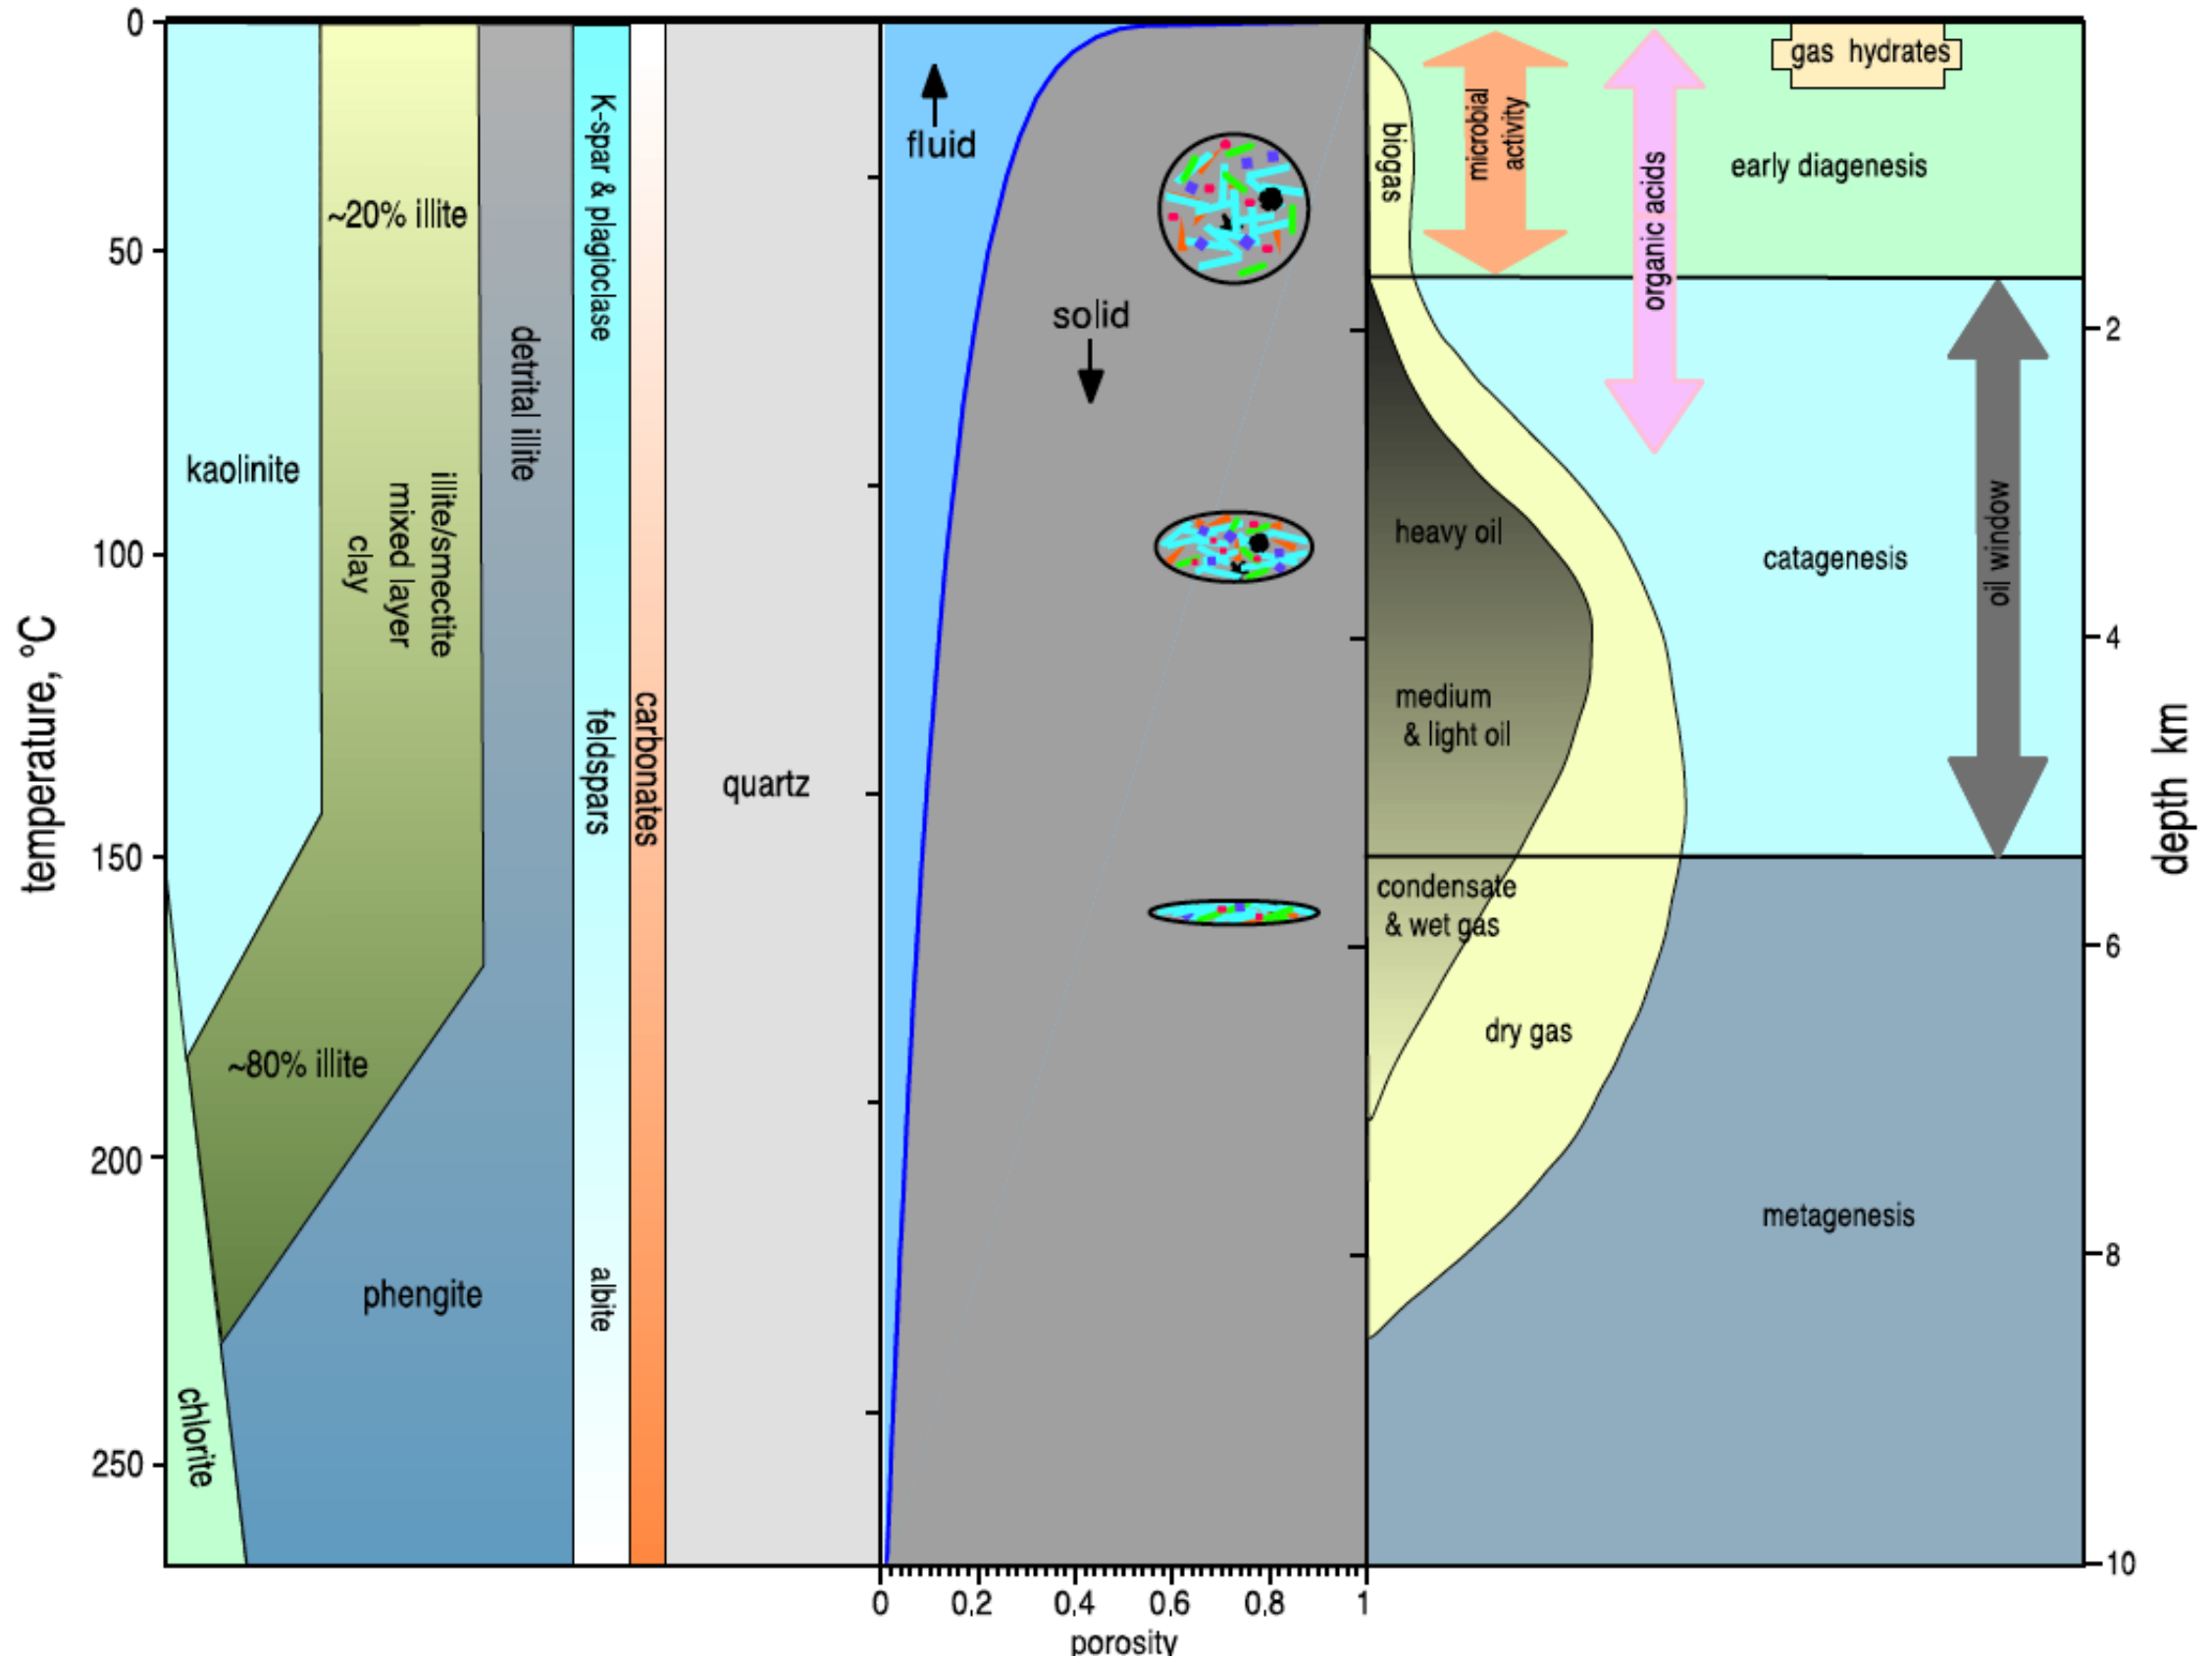 0
50
100
150
200
250
temperature, °C
kaolinite
~20% illite
illite/smectite
mixed layer
clay
~80% illite
detrital illite
phengite
chlorite
K-spar & plagioclase
feldspars
albite
carbonates
quartz
fluid
solid
0
0,2
0,4
0,6
0,8
1
porosity
biogas
heavy oil
medium
& light oil
condensate
& wet gas
dry gas
microbial
activity
organic acids
gas hydrates
early diagenesis
catagenesis
oil window
metagenesis
2
4
6
8
10
depth km